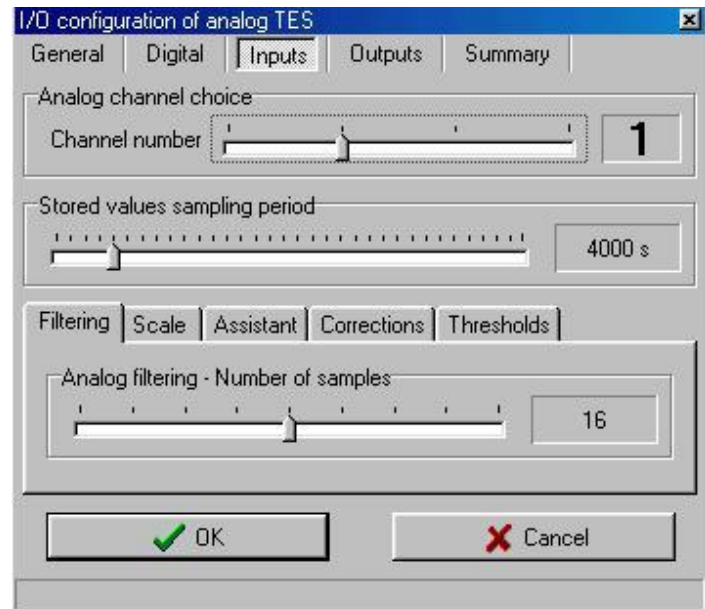 I/O configuration of analog TES
General Digital Inputs Outputs Summary
Analog channel choice
Channel number 1
Stored values sampling period
4000 s
Filtering Scale Assistant Corrections Thresholds
Analog filtering - Number of samples
16
OK Cancel